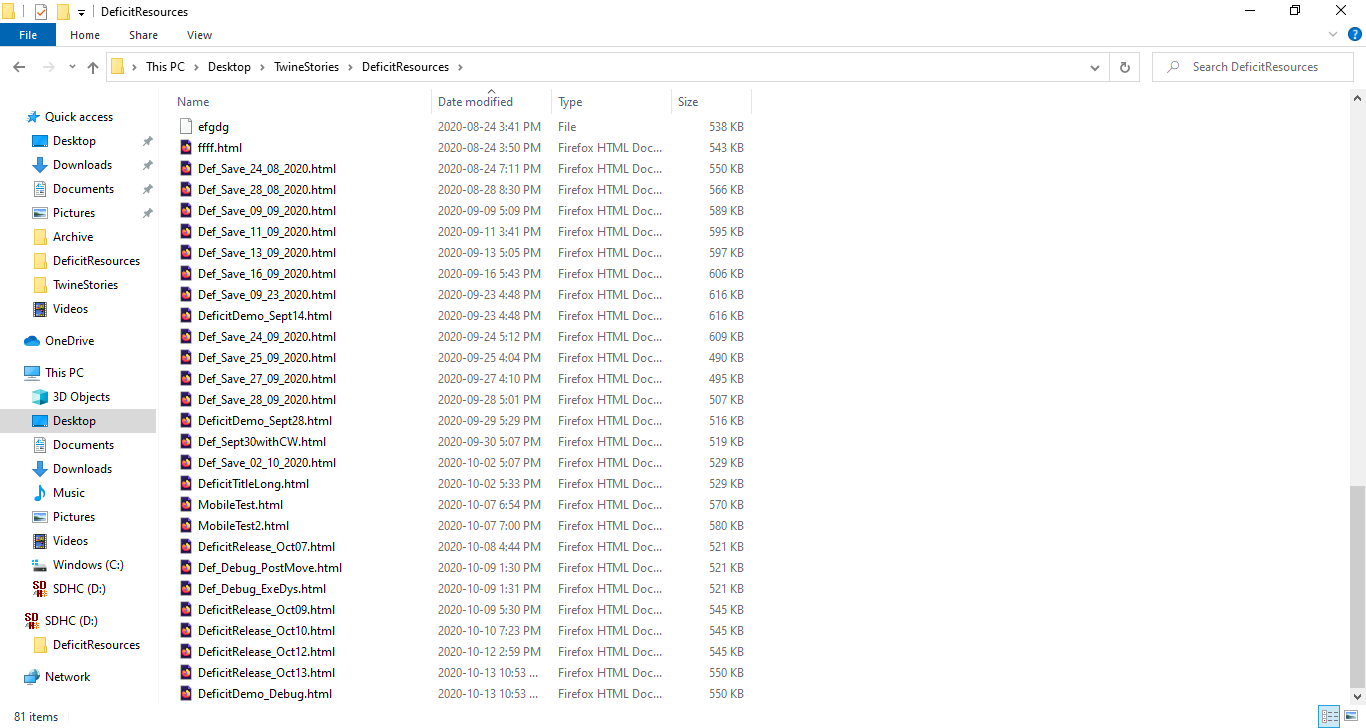 DeficitResources
File Home Share View
This PC Desktop TwineStories DeficitResources
Search DeficitResources
Quick access
Desktop
Downloads
Documents
Pictures
Archive
DeficitResources
TwineStories
Videos
OneDrive
This PC
3D Objects
Desktop
Documents
Downloads
Music
Pictures
Videos
Windows (C:)
SDHC (D:)
SDHC (D:)
DeficitResources
Network
Name Date modified Type Size
efgdg 2020-08-24 3:41 PM File 538 KB
ffff.html 2020-08-24 3:50 PM Firefox HTML Doc... 543 KB
Def_Save_24_08_2020.html 2020-08-24 7:11 PM Firefox HTML Doc... 550 KB
Def_Save_28_08_2020.html 2020-08-28 8:30 PM Firefox HTML Doc... 566 KB
Def_Save_09_09_2020.html 2020-09-09 5:09 PM Firefox HTML Doc... 589 KB
Def_Save_11_09_2020.html 2020-09-11 3:41 PM Firefox HTML Doc... 595 KB
Def_Save_13_09_2020.html 2020-09-13 5:05 PM Firefox HTML Doc... 597 KB
Def_Save_16_09_2020.html 2020-09-16 5:43 PM Firefox HTML Doc... 606 KB
Def_Save_09_23_2020.html 2020-09-23 4:48 PM Firefox HTML Doc... 616 KB
DeficitDemo_Sept14.html 2020-09-23 4:48 PM Firefox HTML Doc... 616 KB
Def_Save_24_09_2020.html 2020-09-24 5:12 PM Firefox HTML Doc... 609 KB
Def_Save_25_09_2020.html 2020-09-25 4:04 PM Firefox HTML Doc... 490 KB
Def_Save_27_09_2020.html 2020-09-27 4:10 PM Firefox HTML Doc... 495 KB
Def_Save_28_09_2020.html 2020-09-28 5:01 PM Firefox HTML Doc... 507 KB
DeficitDemo_Sept28.html 2020-09-29 5:29 PM Firefox HTML Doc... 516 KB
Def_Sept30withCW.html 2020-09-30 5:07 PM Firefox HTML Doc... 519 KB
Def_Save_02_10_2020.html 2020-10-02 5:07 PM Firefox HTML Doc... 529 KB
DeficitTitleLong.html 2020-10-02 5:33 PM Firefox HTML Doc... 529 KB
MobileTest.html 2020-10-07 6:54 PM Firefox HTML Doc... 570 KB
MobileTest2.html 2020-10-07 7:00 PM Firefox HTML Doc... 580 KB
DeficitRelease_Oct07.html 2020-10-08 4:44 PM Firefox HTML Doc... 521 KB
Def_Debug_PostMove.html 2020-10-09 1:30 PM Firefox HTML Doc... 521 KB
Def_Debug_ExeDys.html 2020-10-09 1:31 PM Firefox HTML Doc... 521 KB
DeficitRelease_Oct09.html 2020-10-09 5:30 PM Firefox HTML Doc... 545 KB
DeficitRelease_Oct10.html 2020-10-10 7:23 PM Firefox HTML Doc... 545 KB
DeficitRelease_Oct12.html 2020-10-12 2:59 PM Firefox HTML Doc... 545 KB
DeficitRelease_Oct13.html 2020-10-13 10:53 ... Firefox HTML Doc... 550 KB
DeficitDemo_Debug.html 2020-10-13 10:53 ... Firefox HTML Doc... 550 KB
81 items